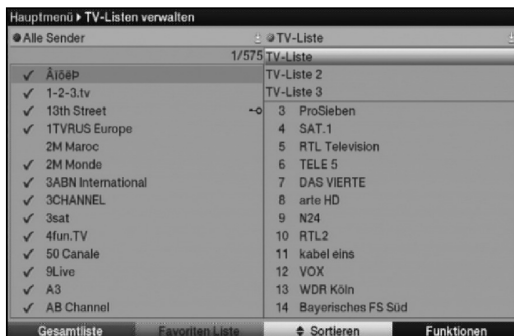 Hauptmenü ▸ TV-Listen verwalten
Alle Sender
1/575
ÂïöëÞ
1-2-3.tv
13th Street
1TVRUS Europe
2M Maroc
2M Monde
3ABN International
3CHANNEL
3sat
4fun.TV
50 Canale
9Live
A3
AB Channel
TV-Liste
TV-Liste
TV-Liste 2
TV-Liste 3
3 ProSieben
4 SAT.1
5 RTL Television
6 TELE 5
7 DAS VIERTE
8 arte HD
9 N24
10 RTL2
11 kabel eins
12 VOX
13 WDR Köln
14 Bayerisches FS Süd
Gesamtliste
Favoriten Liste
Sortieren
Funktionen